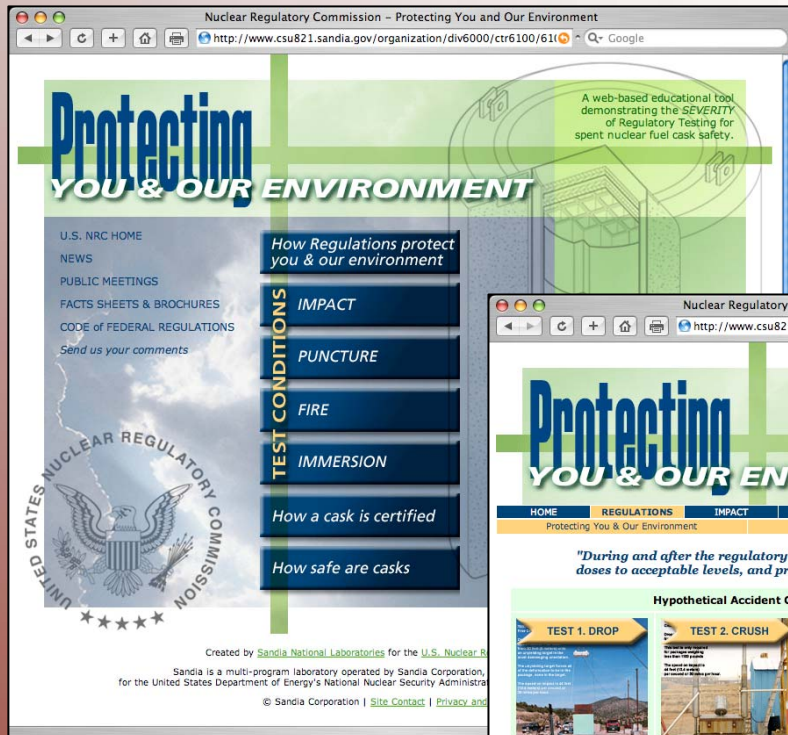 Nuclear Regulatory Commission – Protecting You and Our Environment
http://www.csu821.sandia.gov/organization/div6000/ctr6100/61
Google
A web-based educational tool
demonstrating the SEVERITY
of Regulatory Testing for
spent nuclear fuel cask safety.
Protecting
YOU & OUR ENVIRONMENT
U.S. NRC HOME
NEWS
PUBLIC MEETINGS
FACTS SHEETS & BROCHURES
CODE of FEDERAL REGULATIONS
Send us your comments
How Regulations protect
you & our environment
TEST CONDITIONS
IMPACT
PUNCTURE
FIRE
IMMERSION
How a cask is certified
How safe are casks
UNITED STATES NUCLEAR REGULATORY COMMISSION
Created by Sandia National Laboratories for the U.S. Nuclear Re
Sandia is a multi-program laboratory operated by Sandia Corporation,
for the United States Department of Energy's National Nuclear Security Administrat
© Sandia Corporation | Site Contact | Privacy and
Nuclear Regulatory
http://www.csu82
Protecting
YOU & OUR EN
HOME
REGULATIONS
IMPACT
Protecting You & Our Environment
"During and after the regulatory
doses to acceptable levels, and pr
Hypothetical Accident C
TEST 1. DROP
TEST 2. CRUSH